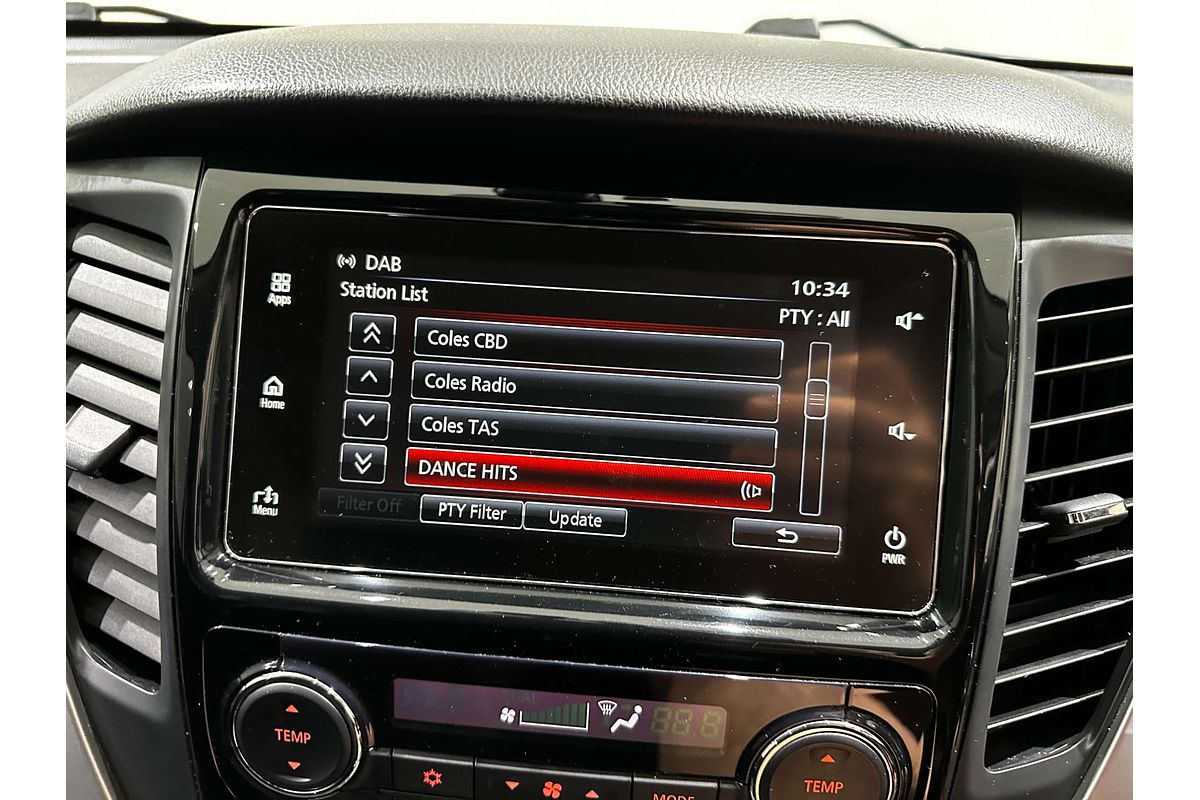 DAB
10:34
Station List
PTY : All
Apps
Home
Menu
Coles CBD
Coles Radio
Coles TAS
DANCE HITS
Filter Off
PTY Filter
Update
PWR
TEMP
TEMP
MODE